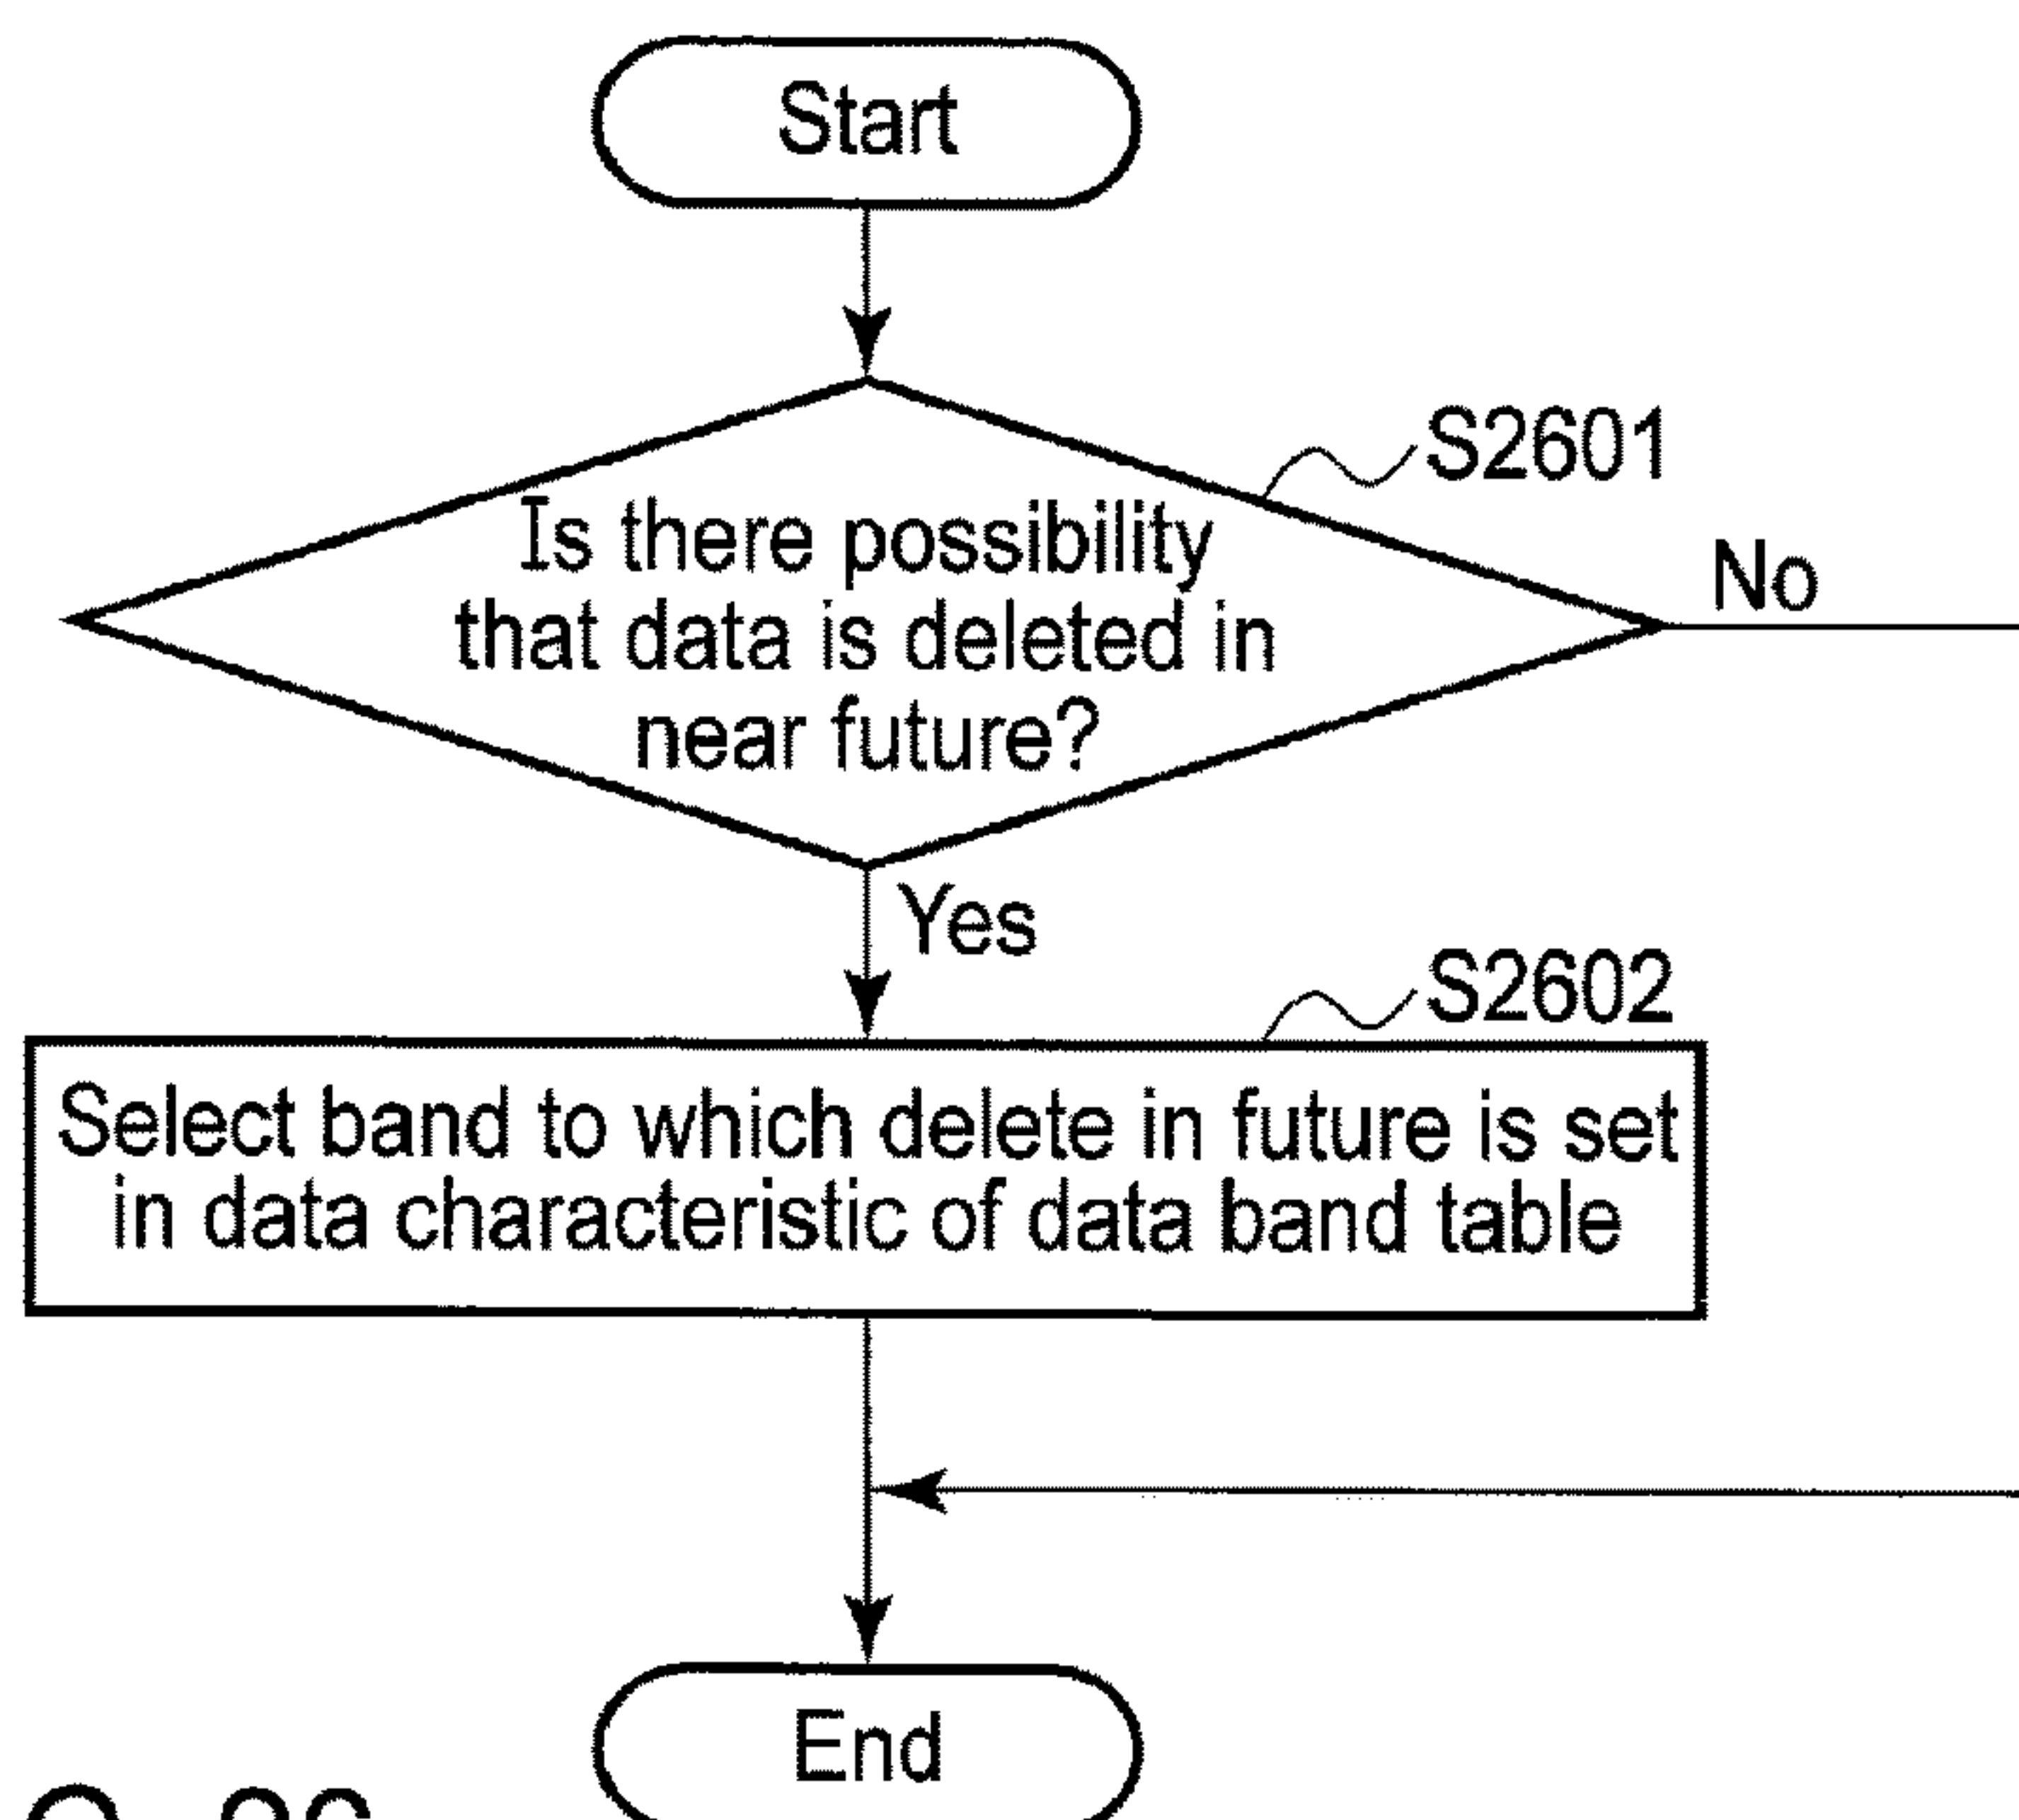 Start
S2601
Is there possibility
that data is deleted in
near future?
No
Yes
S2602
Select band to which delete in future is set
in data characteristic of data band table
End